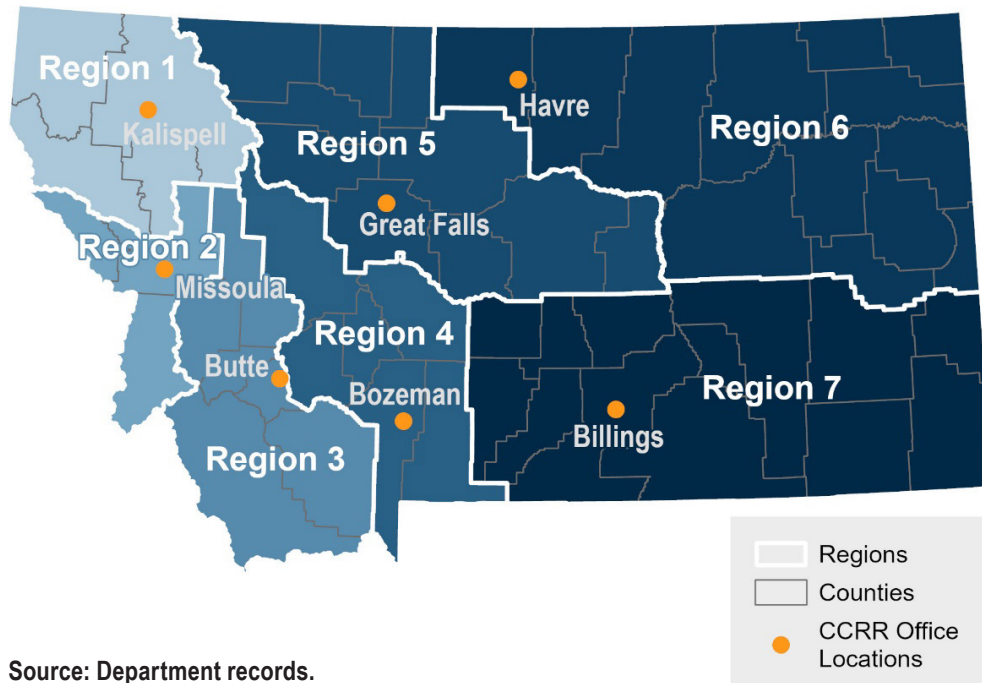 Region 1
Kalispell
Havre
Region 5
Region 6
Great Falls
Region 2
Missoula
Region 4
Butte
Bozeman
Region 7
Billings
Region 3
Regions
Counties
CCRR Office
Locations
Source: Department records.